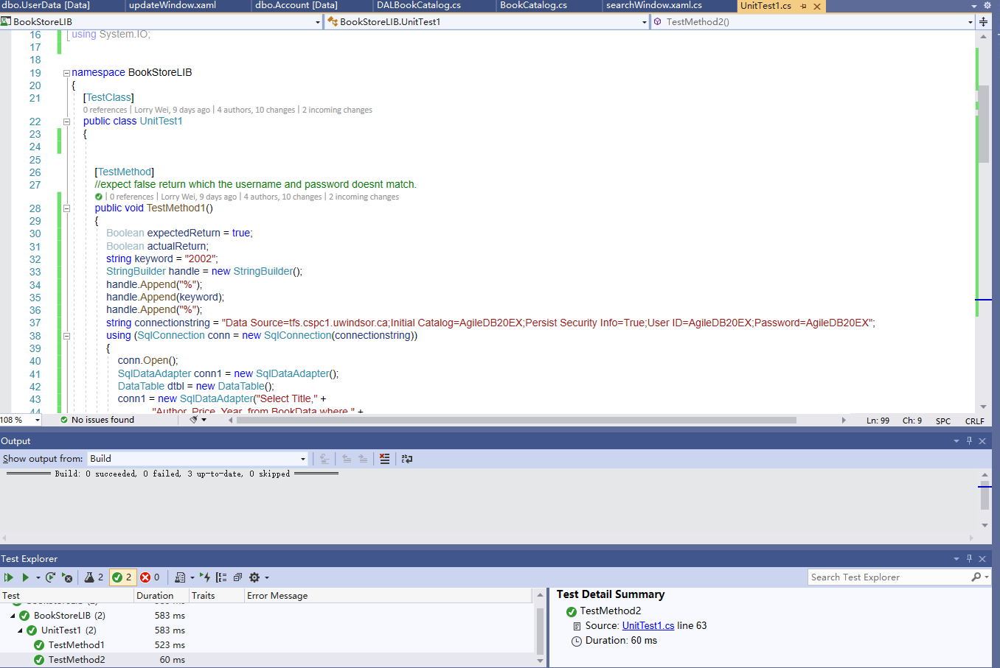 dbo.UserData [Data] updateWindow.xaml dbo.Account [Data] DALBookCatalog.cs BookCatalog.cs searchWindow.xaml.cs UnitTest1.cs
BookStoreLIB BookStoreLIB.UnitTest1 TestMethod2()
16 using System.IO;
17
18
19 namespace BookStoreLIB
20 {
21 [TestClass]
0 references | Lorry Wei, 9 days ago | 4 authors, 10 changes | 2 incoming changes
22 public class UnitTest1
23 {
24
25
26 [TestMethod]
27 //expect false return which the username and password doesnt match.
| 0 references | Lorry Wei, 9 days ago | 4 authors, 10 changes | 2 incoming changes
28 public void TestMethod1()
29 {
30 Boolean expectedReturn = true;
31 Boolean actualReturn;
32 string keyword = "2002";
33 StringBuilder handle = new StringBuilder();
34 handle.Append("%");
35 handle.Append(keyword);
36 handle.Append("%");
37 string connectionstring = "Data Source=tfs.cspc1.uwindsor.ca;Initial Catalog=AgileDB20EX;Persist Security Info=True;User ID=AgileDB20EX;Password=AgileDB20EX";
38 using (SqlConnection conn = new SqlConnection(connectionstring))
39 {
40 conn.Open();
41 SqlDataAdapter conn1 = new SqlDataAdapter();
42 DataTable dtbl = new DataTable();
43 conn1 = new SqlDataAdapter("Select Title," +
44 "Author, Price, Year, from BookData where " +
108 % No issues found Ln: 99 Ch: 9 SPC CRLF
Output
Show output from: Build
========== Build: 0 succeeded, 0 failed, 3 up-to-date, 0 skipped ==========
Test Explorer
2 2 0 Search Test Explorer
Test Duration Traits Error Message Test Detail Summary
BookStoreLIB (2) 583 ms
BookStoreLIB (2) 583 ms TestMethod2
UnitTest1 (2) 583 ms Source: UnitTest1.cs line 63
TestMethod1 523 ms Duration: 60 ms
TestMethod2 60 ms